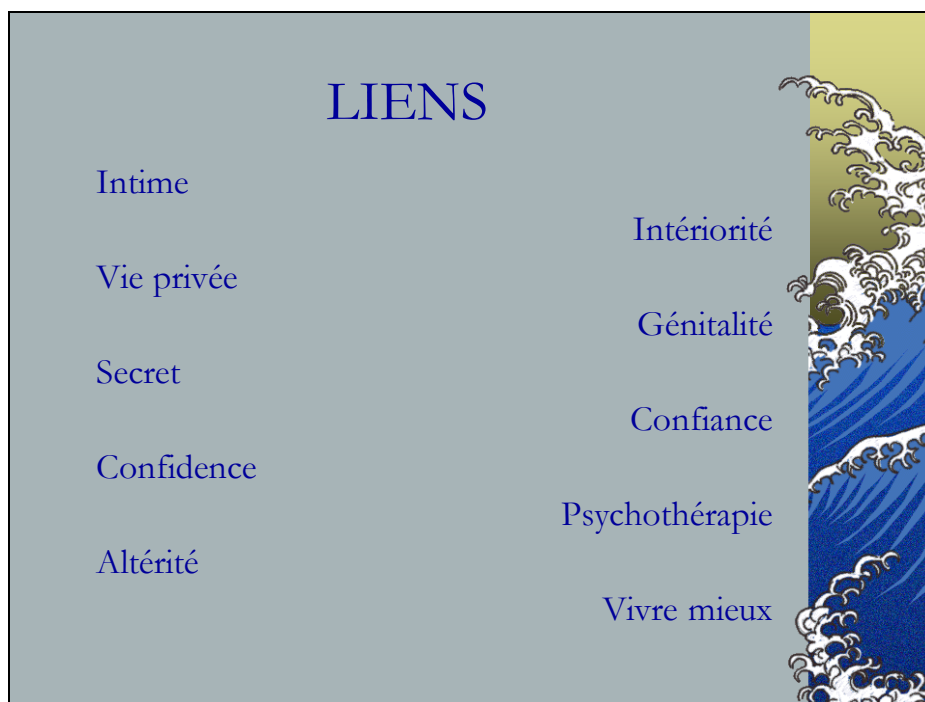 LIENS
Intime
Intériorité
Vie privée
Génitalité
Secret
Confiance
Confidence
Psychothérapie
Altérité
Vivre mieux